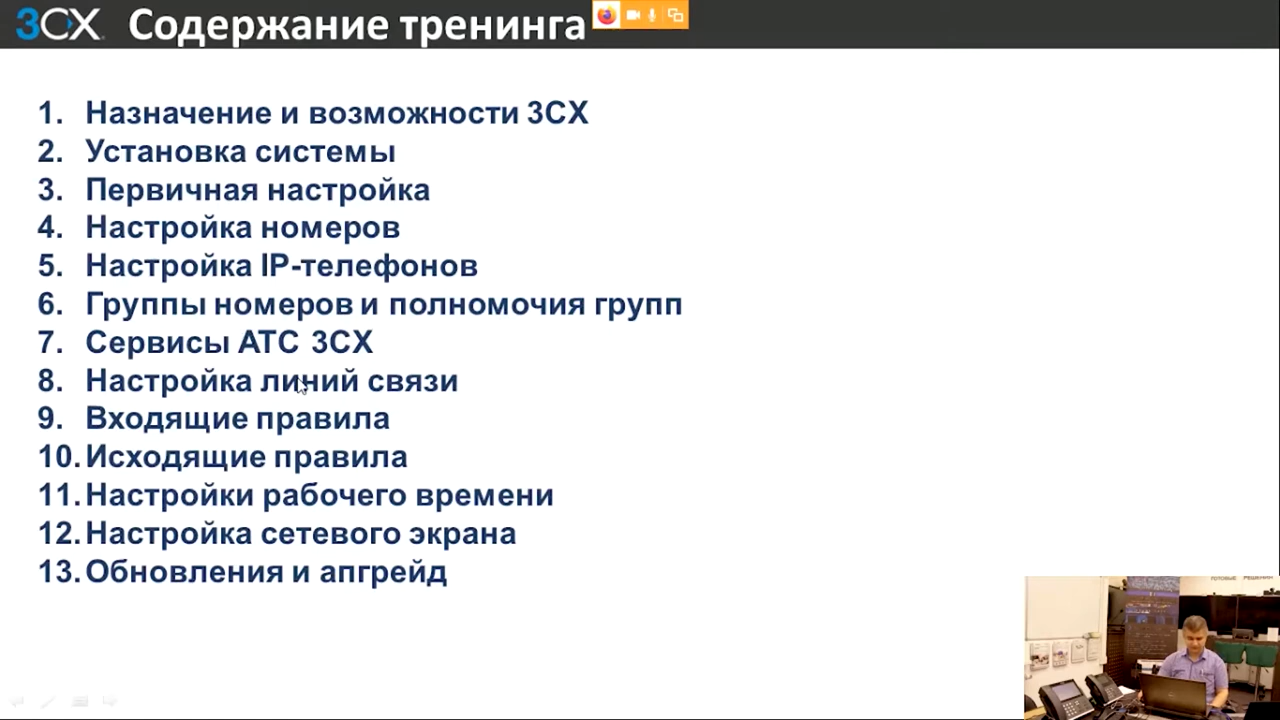 3CX Содержание тренинга
1. Назначение и возможности 3CX
2. Установка системы
3. Первичная настройка
4. Настройка номеров
5. Настройка IP-телефонов
6. Группы номеров и полномочия групп
7. Сервисы АТС 3CX
8. Настройка линий связи
9. Входящие правила
10. Исходящие правила
11. Настройки рабочего времени
12. Настройка сетевого экрана
13. Обновления и апгрейд
ГОТОВЫЕ РЕШЕНИЯ